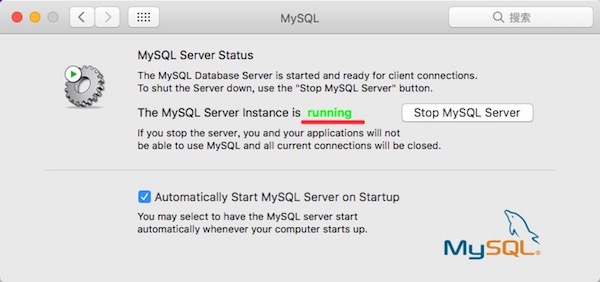 MySQL
搜索
MySQL Server Status
The MySQL Database Server is started and ready for client connections.
To shut the Server down, use the "Stop MySQL Server" button.
The MySQL Server Instance is running
Stop MySQL Server
If you stop the server, you and your applications will not
be able to use MySQL and all current connections will be closed.
Automatically Start MySQL Server on Startup
You may select to have the MySQL server start
automatically whenever your computer starts up.
MySQL®